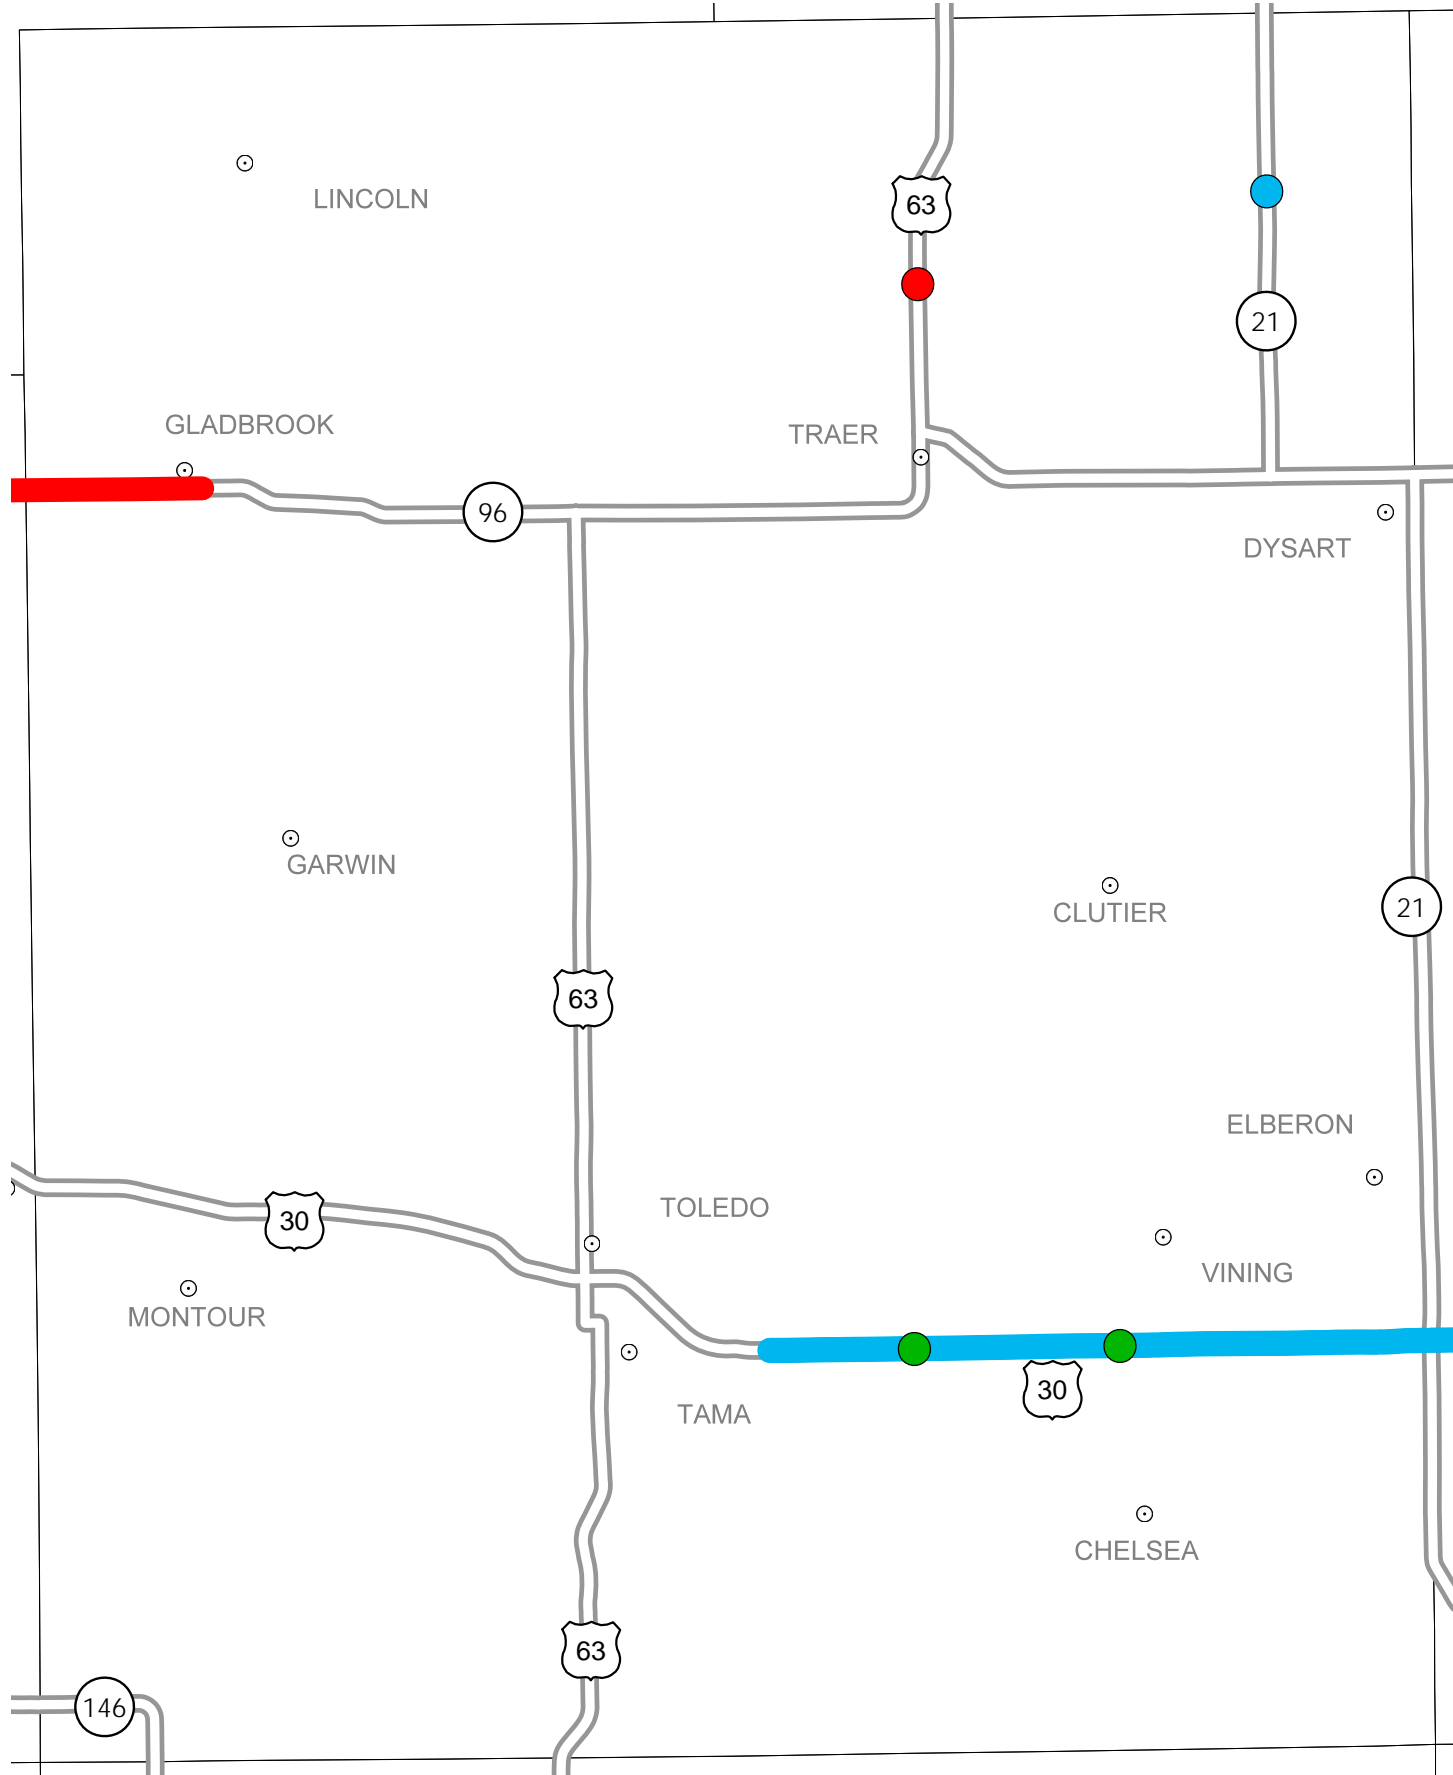 LINCOLN
63
21
GLADBROOK
TRAER
96
DYSART
GARWIN
CLUTIER
21
63
ELBERON
TOLEDO
30
VINING
MONTOUR
30
TAMA
CHELSEA
63
146